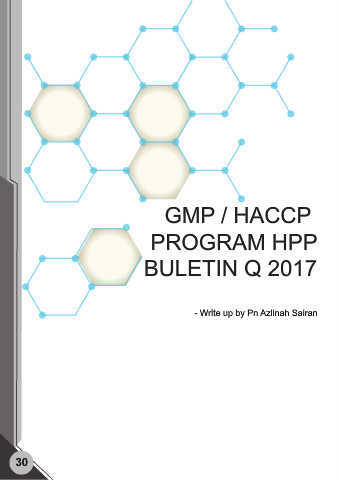 GMP / HACCP
PROGRAM HPP
BULETIN Q 2017
- Write up by Pn Azlinah Sairan
30